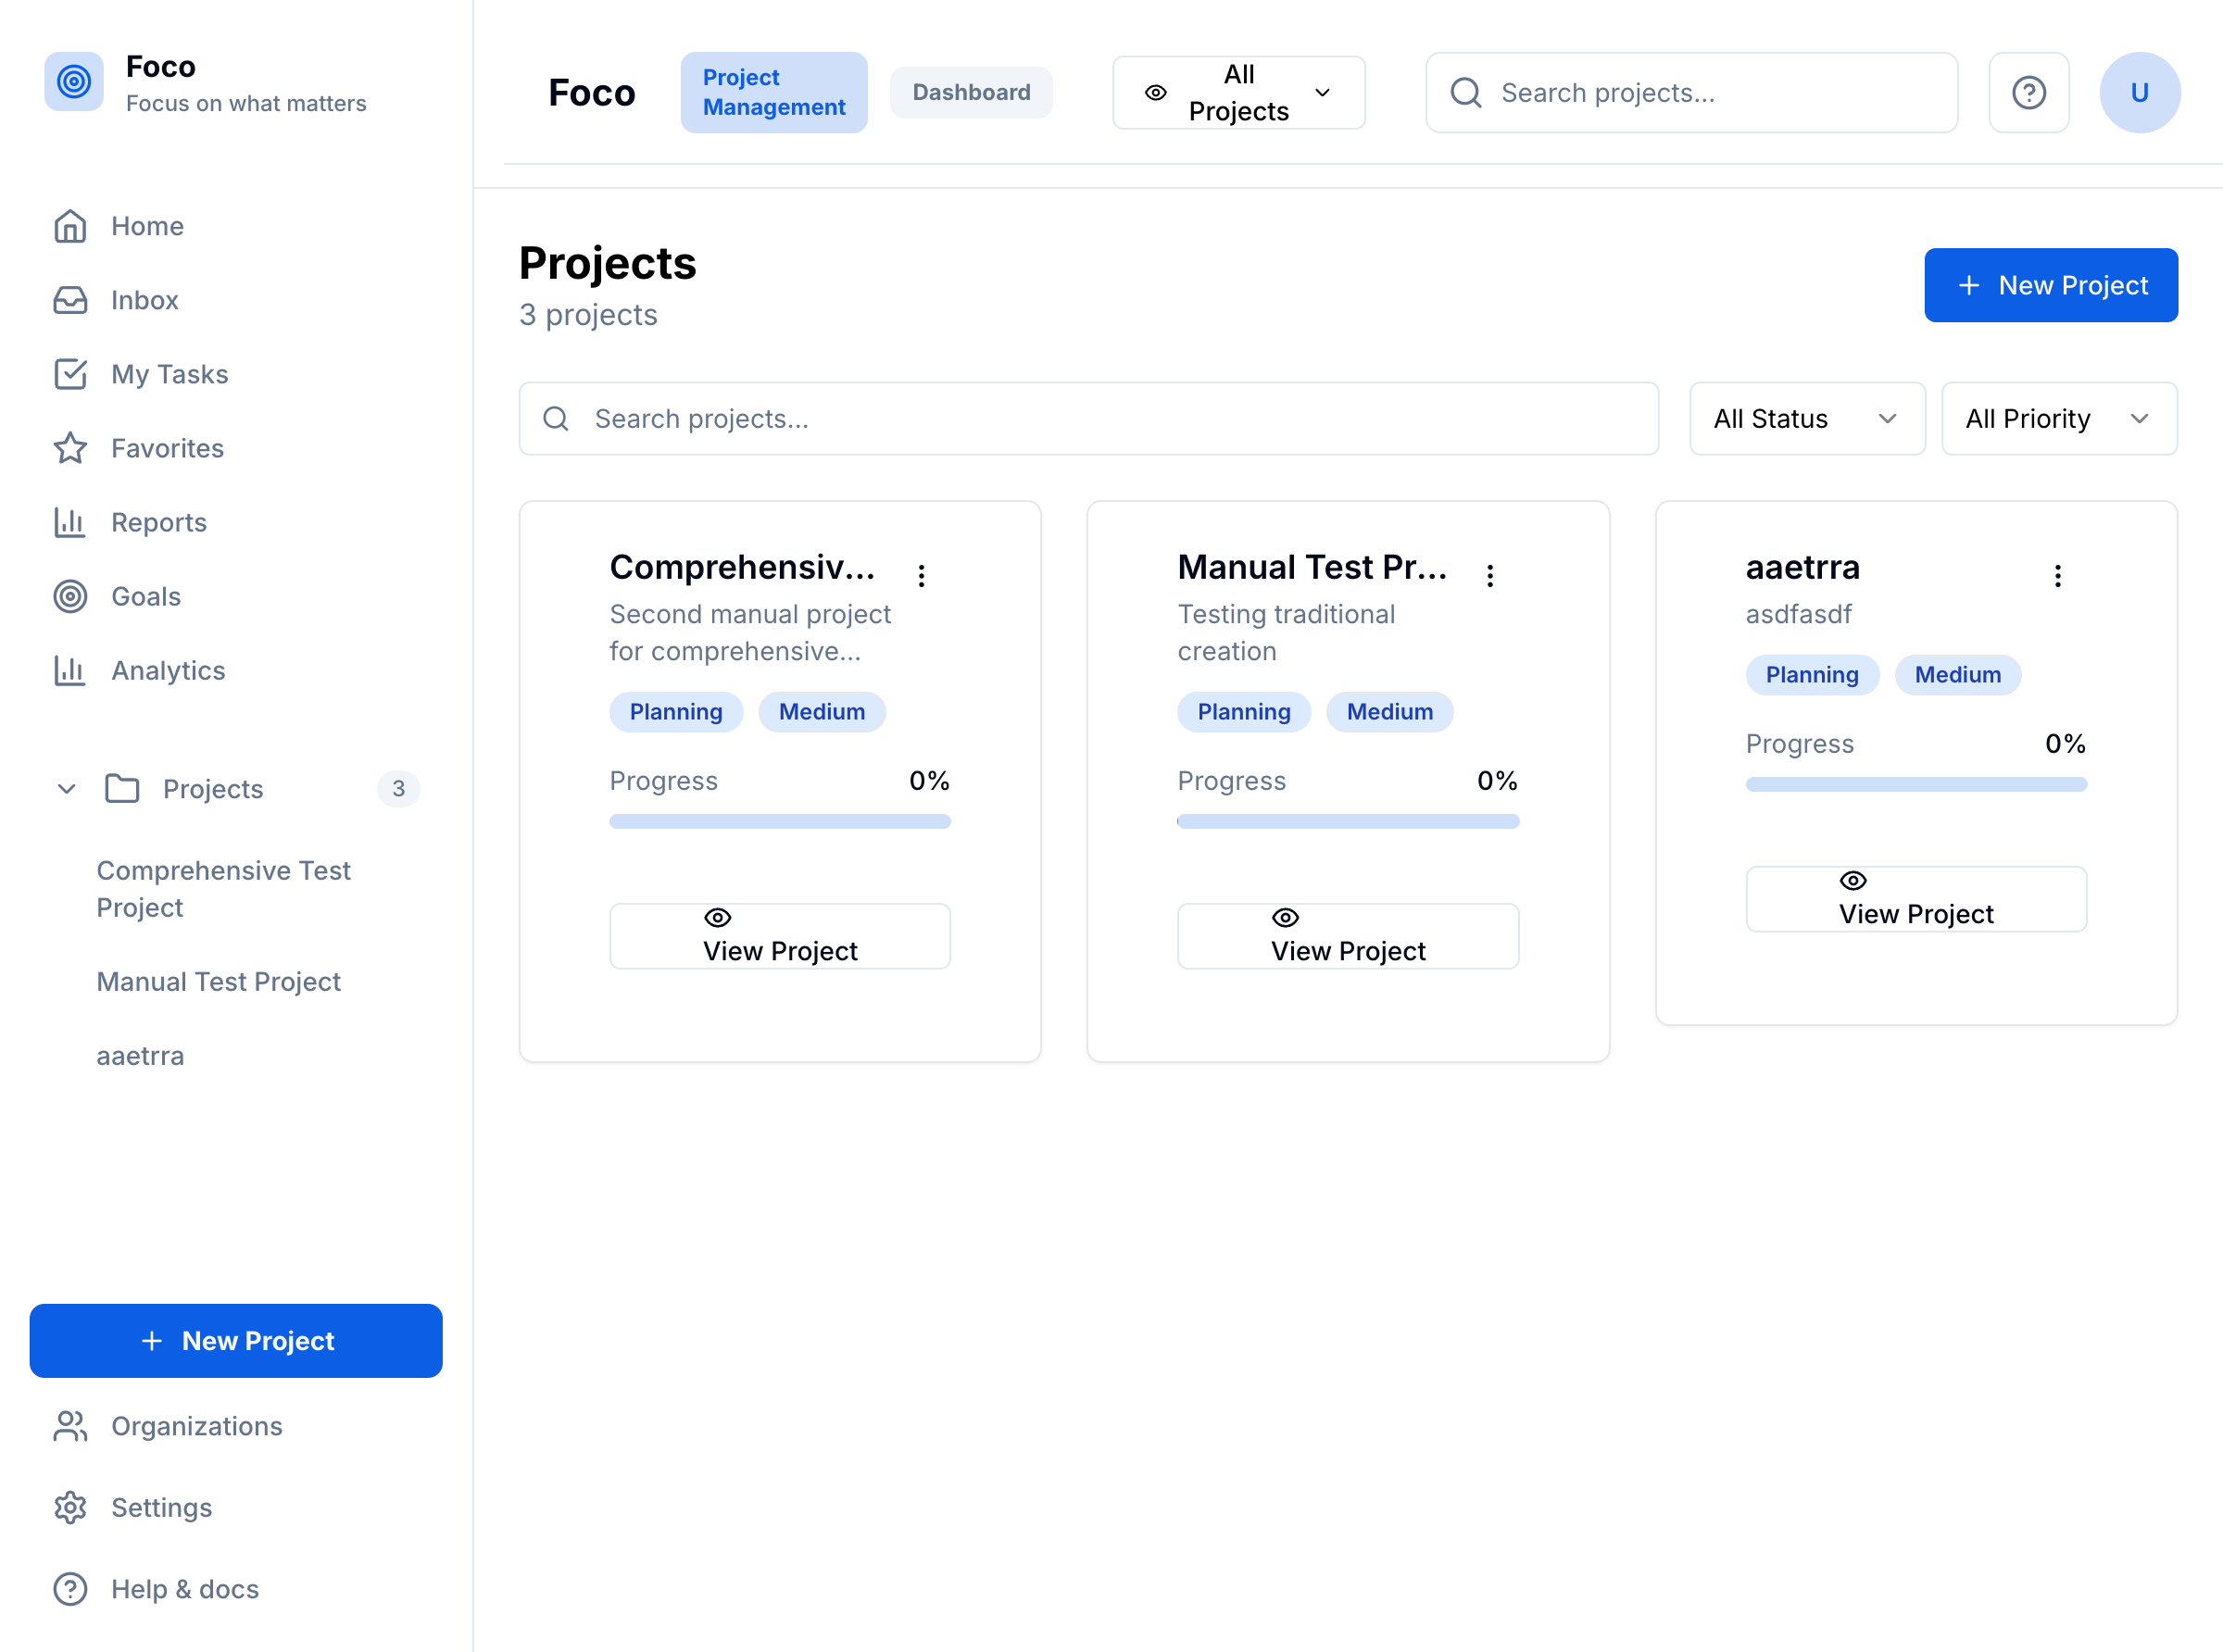 Foco
Focus on what matters
Home
Inbox
My Tasks
Favorites
Reports
Goals
Analytics
Projects 3
Comprehensive Test
Project
Manual Test Project
aaetrra
New Project
Organizations
Settings
Help & docs
Foco
Project
Management
Dashboard
All
Projects
Search projects...
U
Projects
3 projects
New Project
Search projects...
All Status
All Priority
Comprehensiv...
Second manual project
for comprehensive...
Planning Medium
Progress 0%
View Project
Manual Test Pr...
Testing traditional
creation
Planning Medium
Progress 0%
View Project
aaetrra
asdfasdf
Planning Medium
Progress 0%
View Project